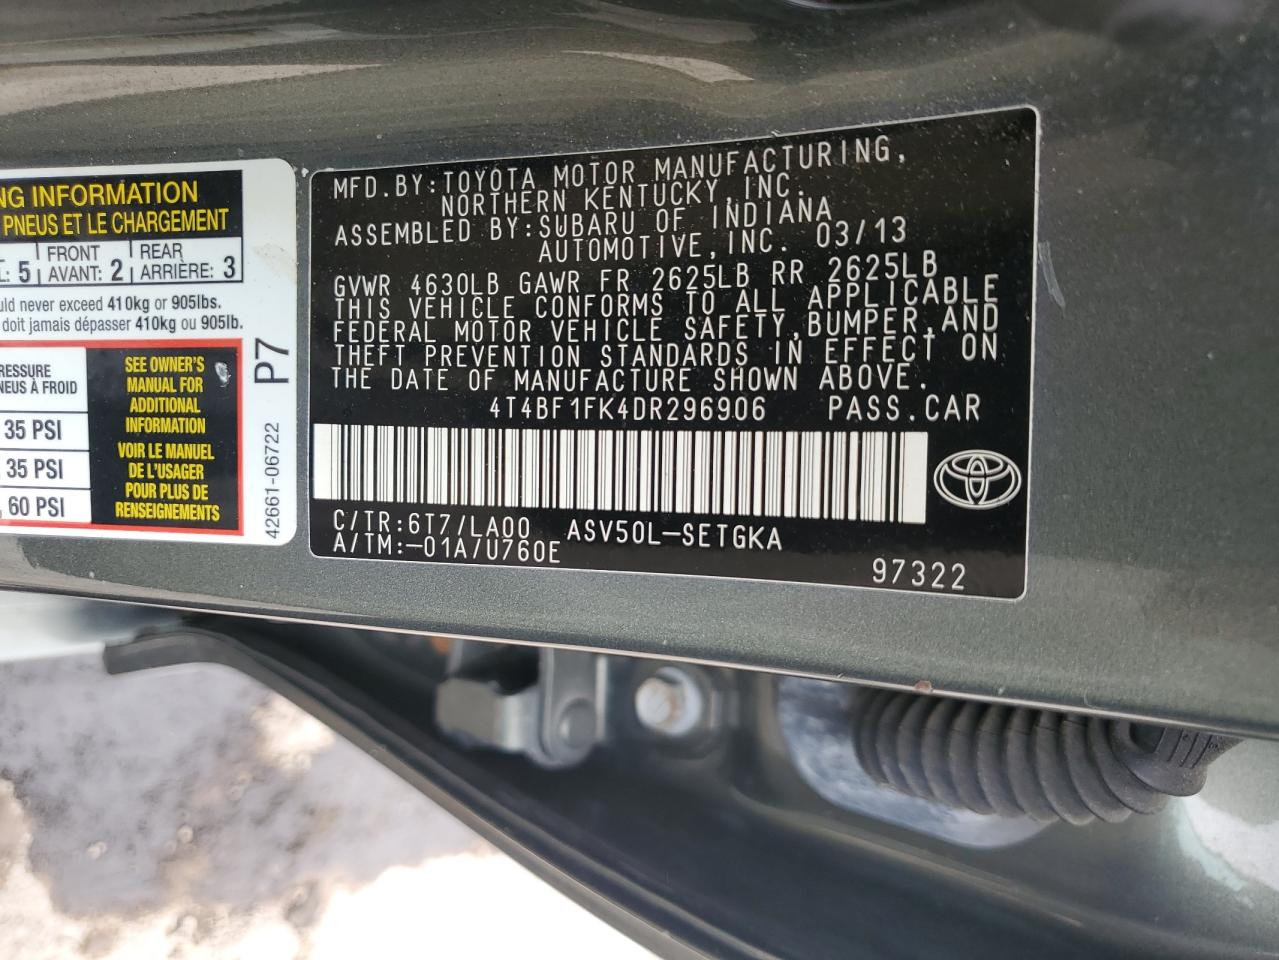 NG INFORMATION
PNEUS ET LE CHARGEMENT
: 5 FRONT AVANT: 2 REAR ARRIÈRE: 3
never exceed 410kg or 905lbs.
doit jamais dépasser 410kg ou 905lb.
35 PSI
35 PSI
60 PSI
SEE OWNER'S
MANUAL FOR
ADDITIONAL
INFORMATION
VOIR LE MANUEL
DE L'USAGER
POUR PLUS DE
RENSEIGNEMENTS
P7
42661-06722
MFD.BY:TOYOTA MOTOR MANUFACTURING,
NORTHERN KENTUCKY, INC.
ASSEMBLED BY:SUBARU OF INDIANA
AUTOMOTIVE, INC. 03/13
GVWR 4630LB GAWR FR 2625LB RR 2625LB
THIS VEHICLE CONFORMS TO ALL APPLICABLE
FEDERAL MOTOR VEHICLE SAFETY,BUMPER,AND
THEFT PREVENTION STANDARDS IN EFFECT ON
THE DATE OF MANUFACTURE SHOWN ABOVE.
4T4BF1FK4DR296906 PASS.CAR
C/TR:6T7/LA00 ASV50L-SETGKA
A/TM:-01A/U760E
97322